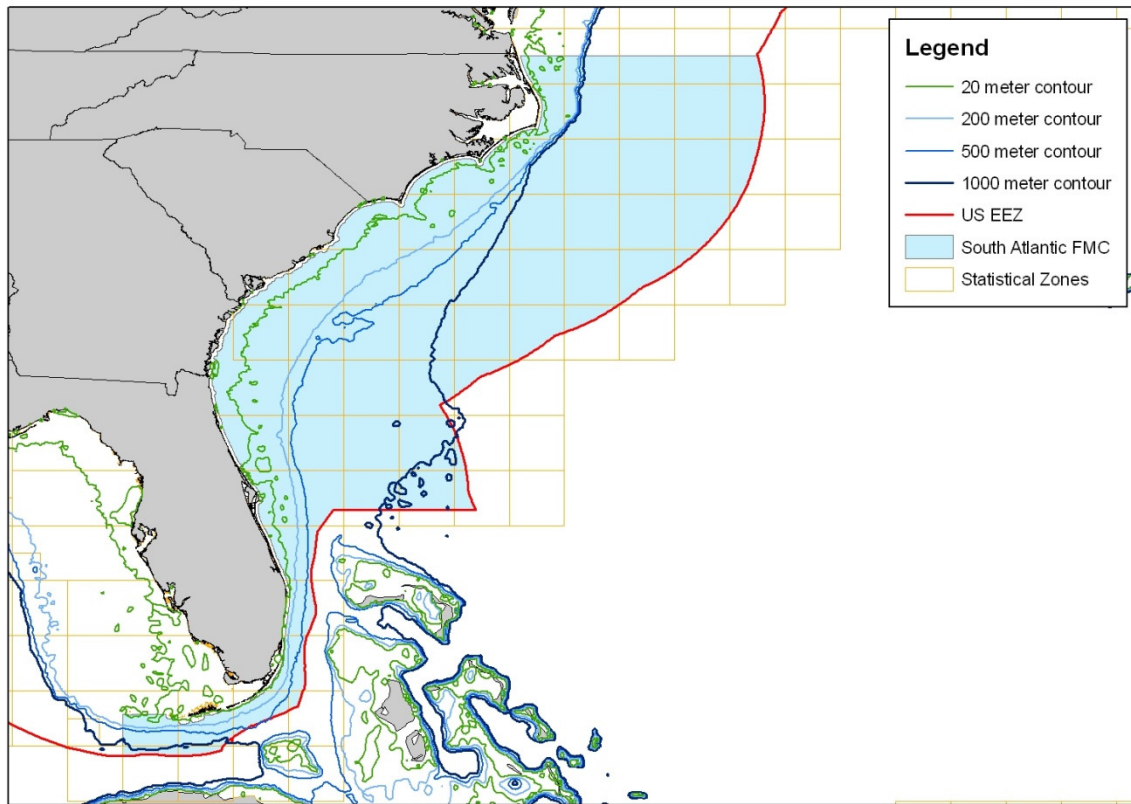 Legend
20 meter contour
200 meter contour
500 meter contour
1000 meter contour
US EEZ
South Atlantic FMC
Statistical Zones